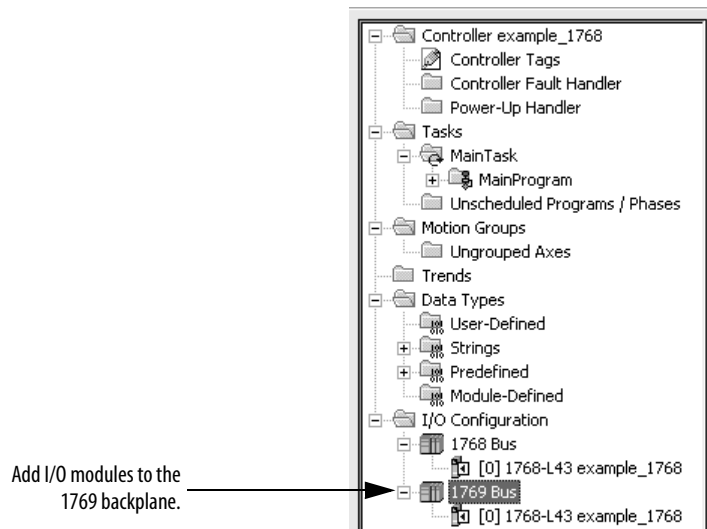 Controller example_1768
Controller Tags
Controller Fault Handler
Power-Up Handler
Tasks
MainTask
MainProgram
Unscheduled Programs / Phases
Motion Groups
Ungrouped Axes
Trends
Data Types
User-Defined
Strings
Predefined
Module-Defined
I/O Configuration
1768 Bus
[0] 1768-L43 example_1768
Add I/O modules to the
1769 backplane.
1769 Bus
[0] 1768-L43 example_1768